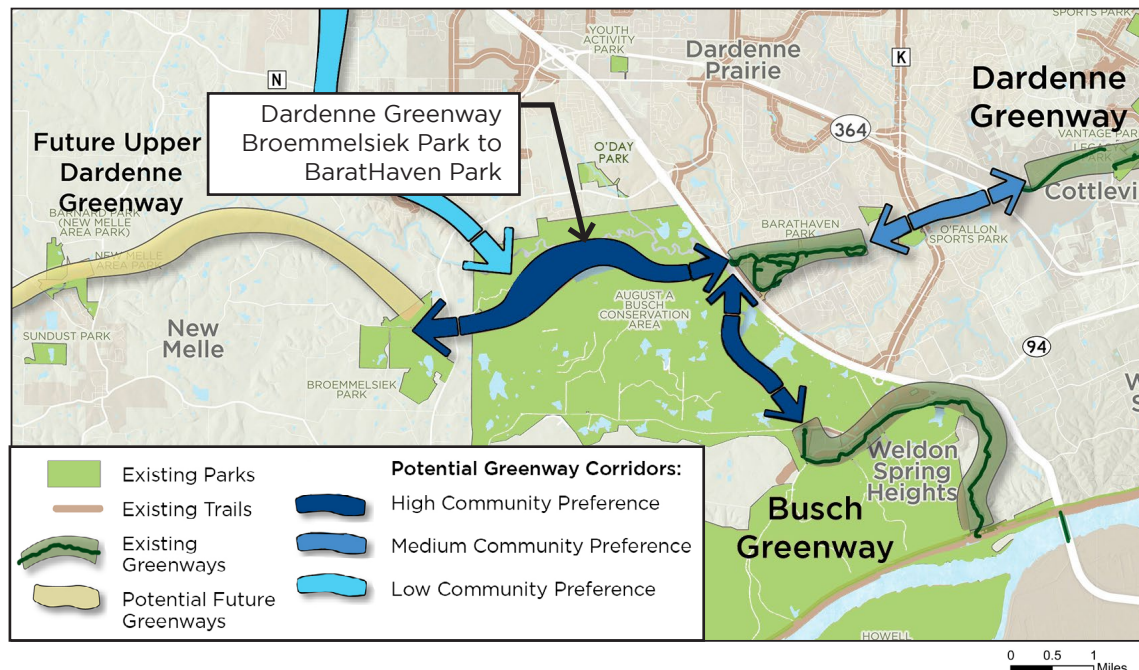 SPORTS PARK
YOUTH
ACTIVITY
PARK
Dardenne
Prairie
K
N
Dardenne
Greenway
Dardenne Greenway
Broemmelsiek Park to
BaratHaven Park
364
VANTAGE PARK
LEGACY
PARK
Cottlevi
Future Upper
Dardenne
Greenway
O'DAY
PARK
BARNARD PARK
(NEW MELLE
AREA PARK)
NEW MELLE
AREA PARK
BARATHAVEN
PARK
O'FALLON
SPORTS PARK
AUGUST A
BUSCH
CONSERVATION
AREA
SUNDUST PARK
New
Melle
94
BROEMMELSIEK
PARK
W
S
Weldon
Spring
Heights
Busch
Greenway
Existing Parks
Existing Trails
Existing
Greenways
Potential Future
Greenways
Potential Greenway Corridors:
High Community Preference
Medium Community Preference
Low Community Preference
HOWELL
0 0.5 1
Miles